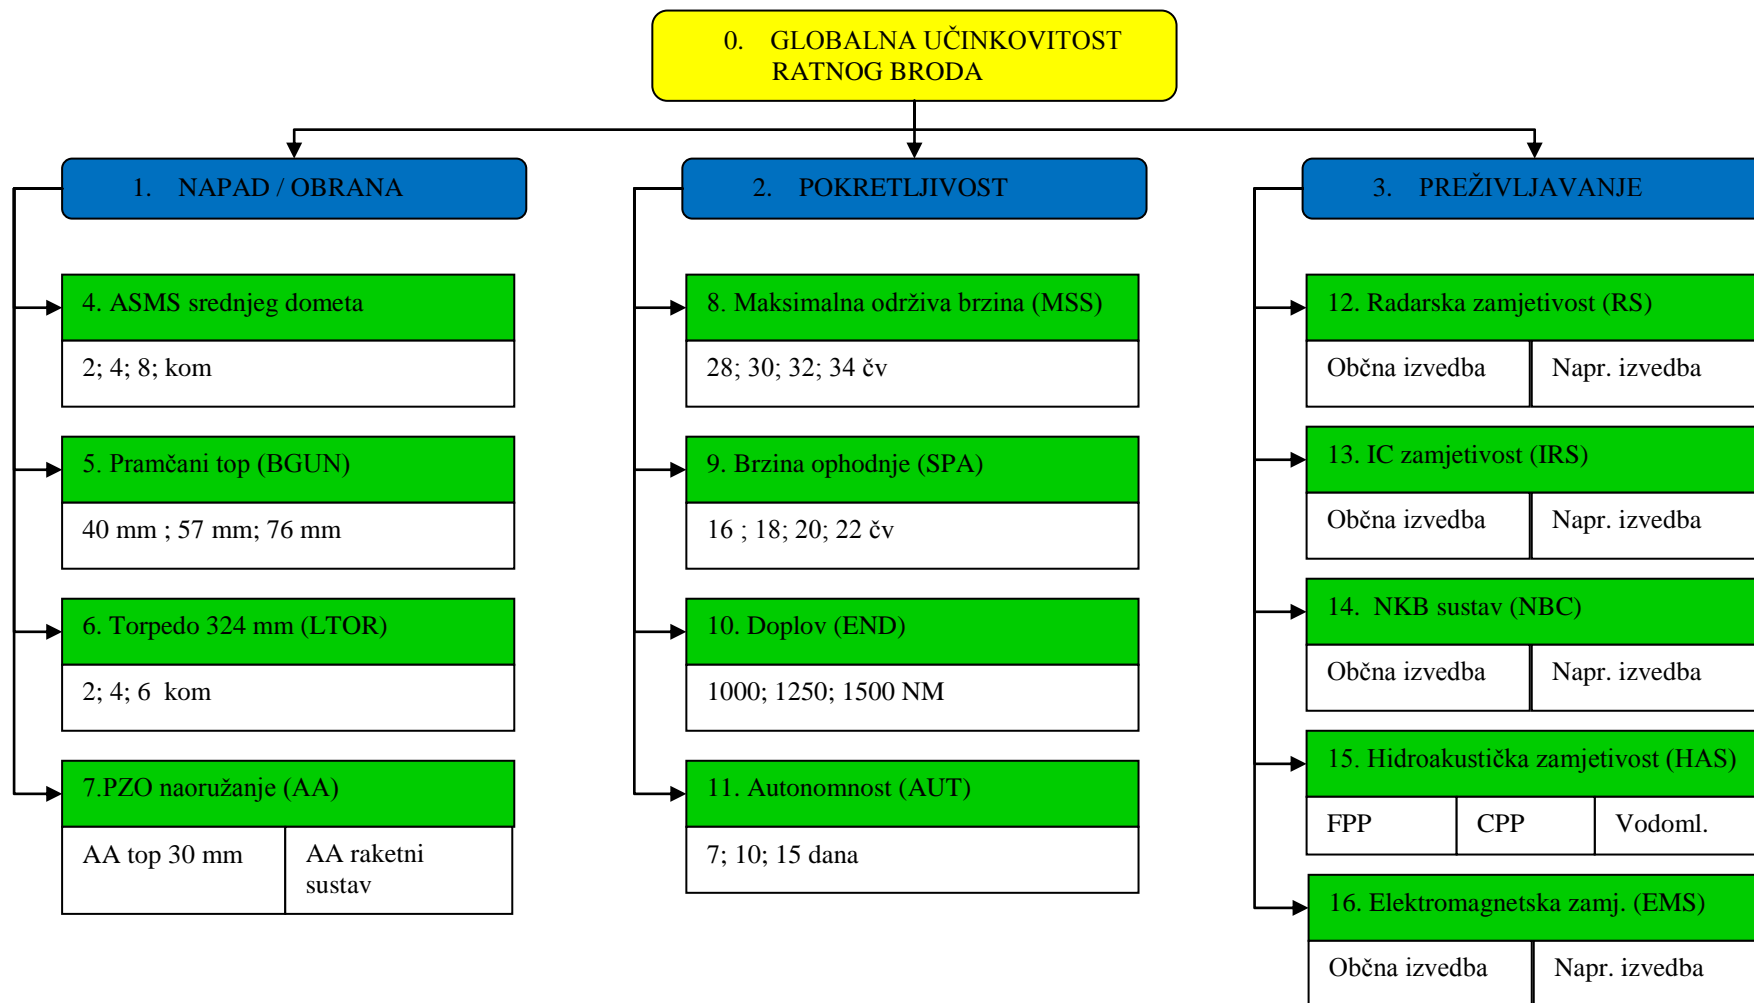 0. GLOBALNA UČINKOVITOST
RATNOG BRODA
1. NAPAD / OBRANA
4. ASMS srednjeg dometa
2; 4; 8; kom
5. Pramčani top (BGUN)
40 mm ; 57 mm; 76 mm
6. Torpedo 324 mm (LTOR)
2; 4; 6 kom
7.PZO naoružanje (AA)
AA top 30 mm
AA raketni
sustav
2. POKRETLJIVOST
8. Maksimalna održiva brzina (MSS)
28; 30; 32; 34 čv
9. Brzina ophodnje (SPA)
16 ; 18; 20; 22 čv
10. Doplov (END)
1000; 1250; 1500 NM
11. Autonomnost (AUT)
7; 10; 15 dana
3. PREŽIVLJAVANJE
12. Radarska zamjetivost (RS)
Občna izvedba
Napr. izvedba
13. IC zamjetivost (IRS)
Občna izvedba
Napr. izvedba
14. NKB sustav (NBC)
Občna izvedba
Napr. izvedba
15. Hidroakustička zamjetivost (HAS)
FPP
CPP
Vodoml.
16. Elektromagnetska zamj. (EMS)
Občna izvedba
Napr. izvedba